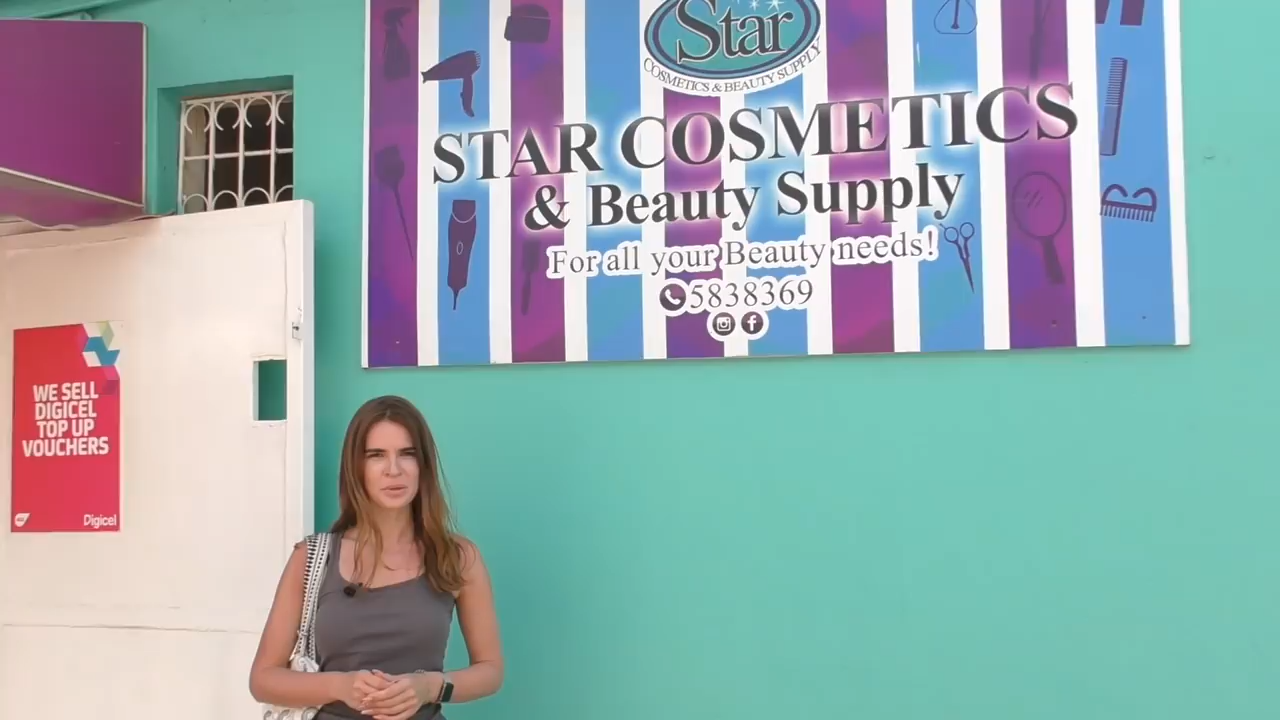 Star
COSMETICS & BEAUTY SUPPLY
STAR COSMETICS
& Beauty Supply
For all your Beauty needs!
5838369
WE SELL
DIGICEL
TOP UP
VOUCHERS
Digicel